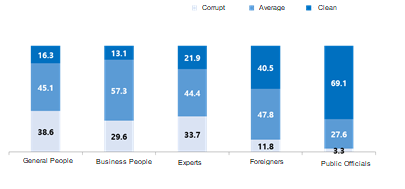 Corrupt Average Clean
16.3 13.1 21.9 40.5 69.1
45.1 57.3 44.4 47.8 27.6
38.6 29.6 33.7 11.8 3.3
General People Business People Experts Foreigners Public Officials